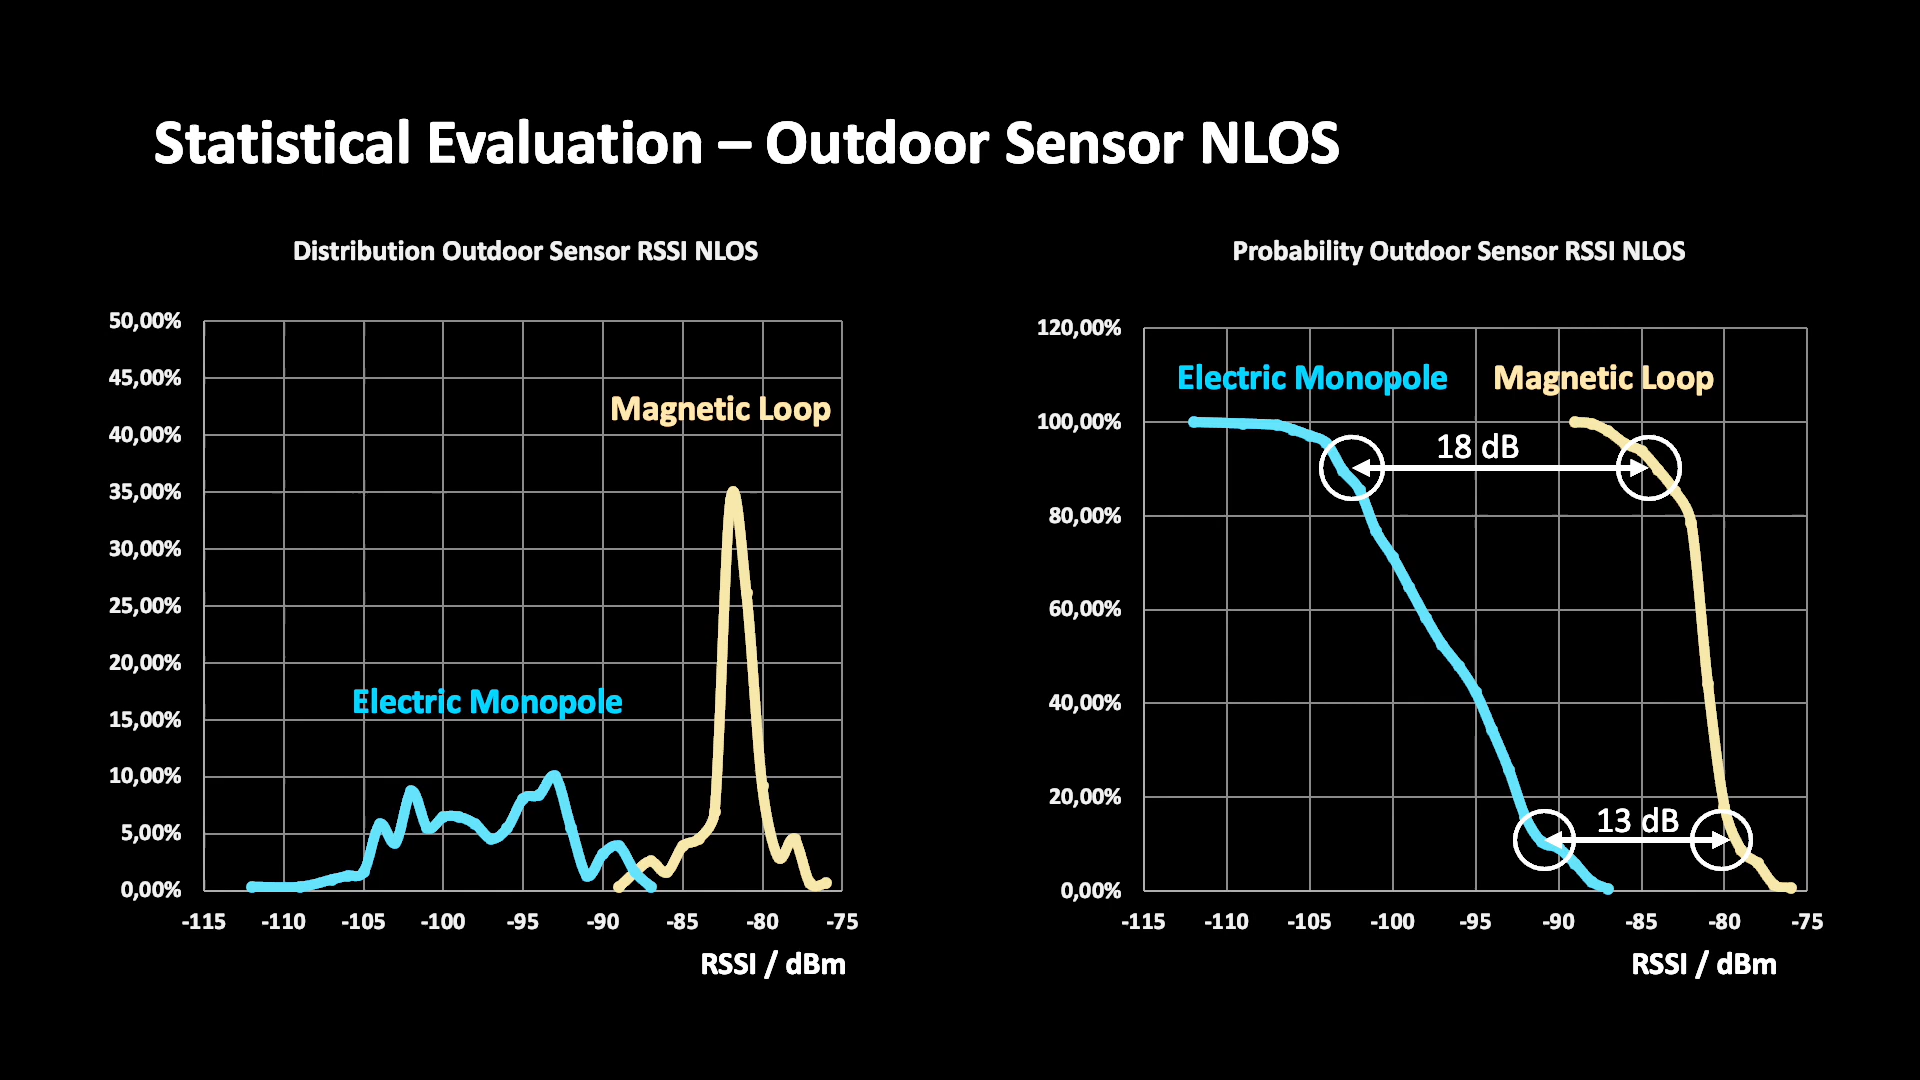 Statistical Evaluation – Outdoor Sensor NLOS
Distribution Outdoor Sensor RSSI NLOS
50,00%
45,00%
40,00%
35,00%
30,00%
25,00%
20,00%
15,00%
10,00%
5,00%
0,00%
Magnetic Loop
Electric Monopole
-115 -110 -105 -100 -95 -90 -85 -80 -75
RSSI / dBm
Probability Outdoor Sensor RSSI NLOS
120,00%
100,00%
80,00%
60,00%
40,00%
20,00%
0,00%
Electric Monopole Magnetic Loop
18 dB
13 dB
-115 -110 -105 -100 -95 -90 -85 -80 -75
RSSI / dBm